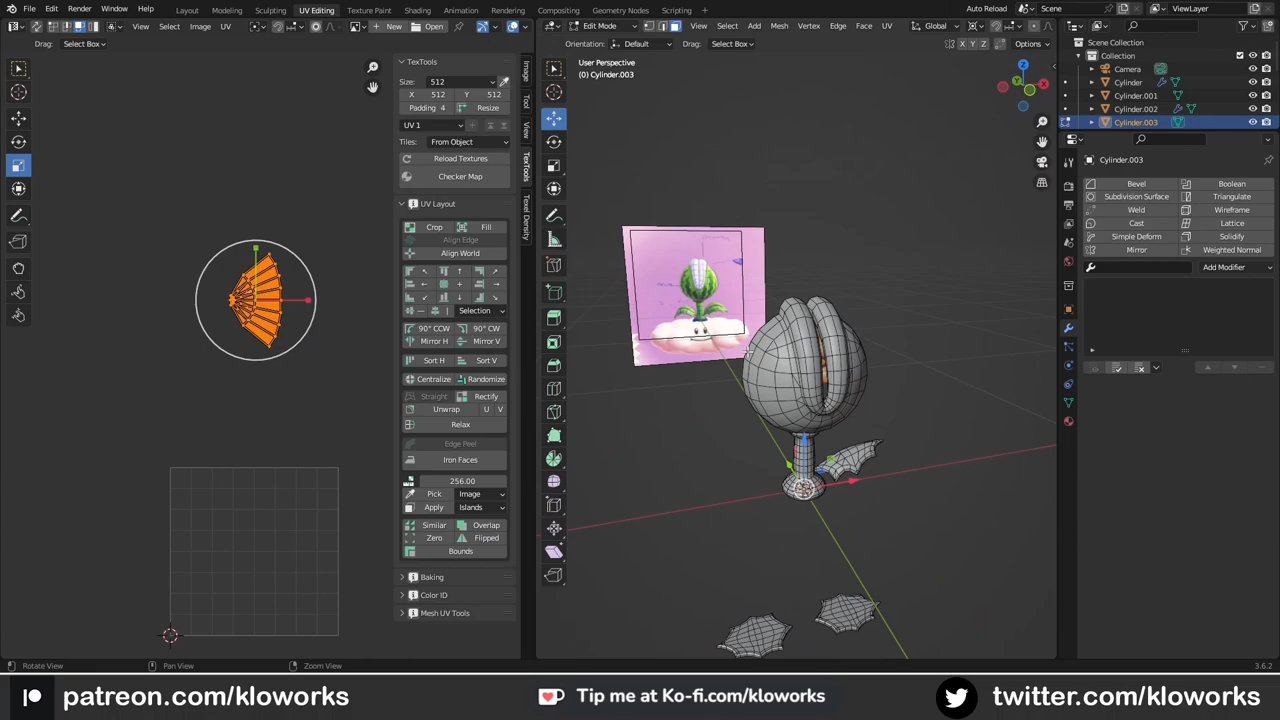 File Edit Render Window Help Layout Modeling Sculpting UV Editing Texture Paint Shading Animation Rendering Compositing Geometry Nodes Scripting Auto Reload Scene ViewLayer
View Select Image UV New Open
Edit Mode View Select Add Mesh Vertex Edge Face UV Global
Drag: Select Box
Orientation: Default Drag: Select Box X Y Z Options
TexTools
Size: 512
X 512 Y 512
Padding 4 Resize
UV 1
Tiles: From Object
Reload Textures
Checker Map
UV Layout
Crop Fill
Align Edge
Align World
Selection
90° CCW 90° CW
Mirror H Mirror V
Sort H Sort V
Centralize Randomize
Straight Rectify
Unwrap U V
Relax
Edge Peel
Iron Faces
256.00
Pick Image
Apply Islands
Similar Overlap
Zero Flipped
Bounds
Baking
Color ID
Mesh UV Tools
Image
Tool
View
TexTools
Texel Density
User Perspective
(0) Cylinder.003
Scene Collection
Collection
Camera
Cylinder
Cylinder.001
Cylinder.002
Cylinder.003
Cylinder.003
Bevel Boolean
Subdivision Surface Triangulate
Weld Wireframe
Cast Lattice
Simple Deform Solidify
Mirror Weighted Normal
Add Modifier
Rotate View Pan View Zoom View 3.6.2
patreon.com/kloworks Tip me at Ko-fi.com/kloworks twitter.com/kloworks